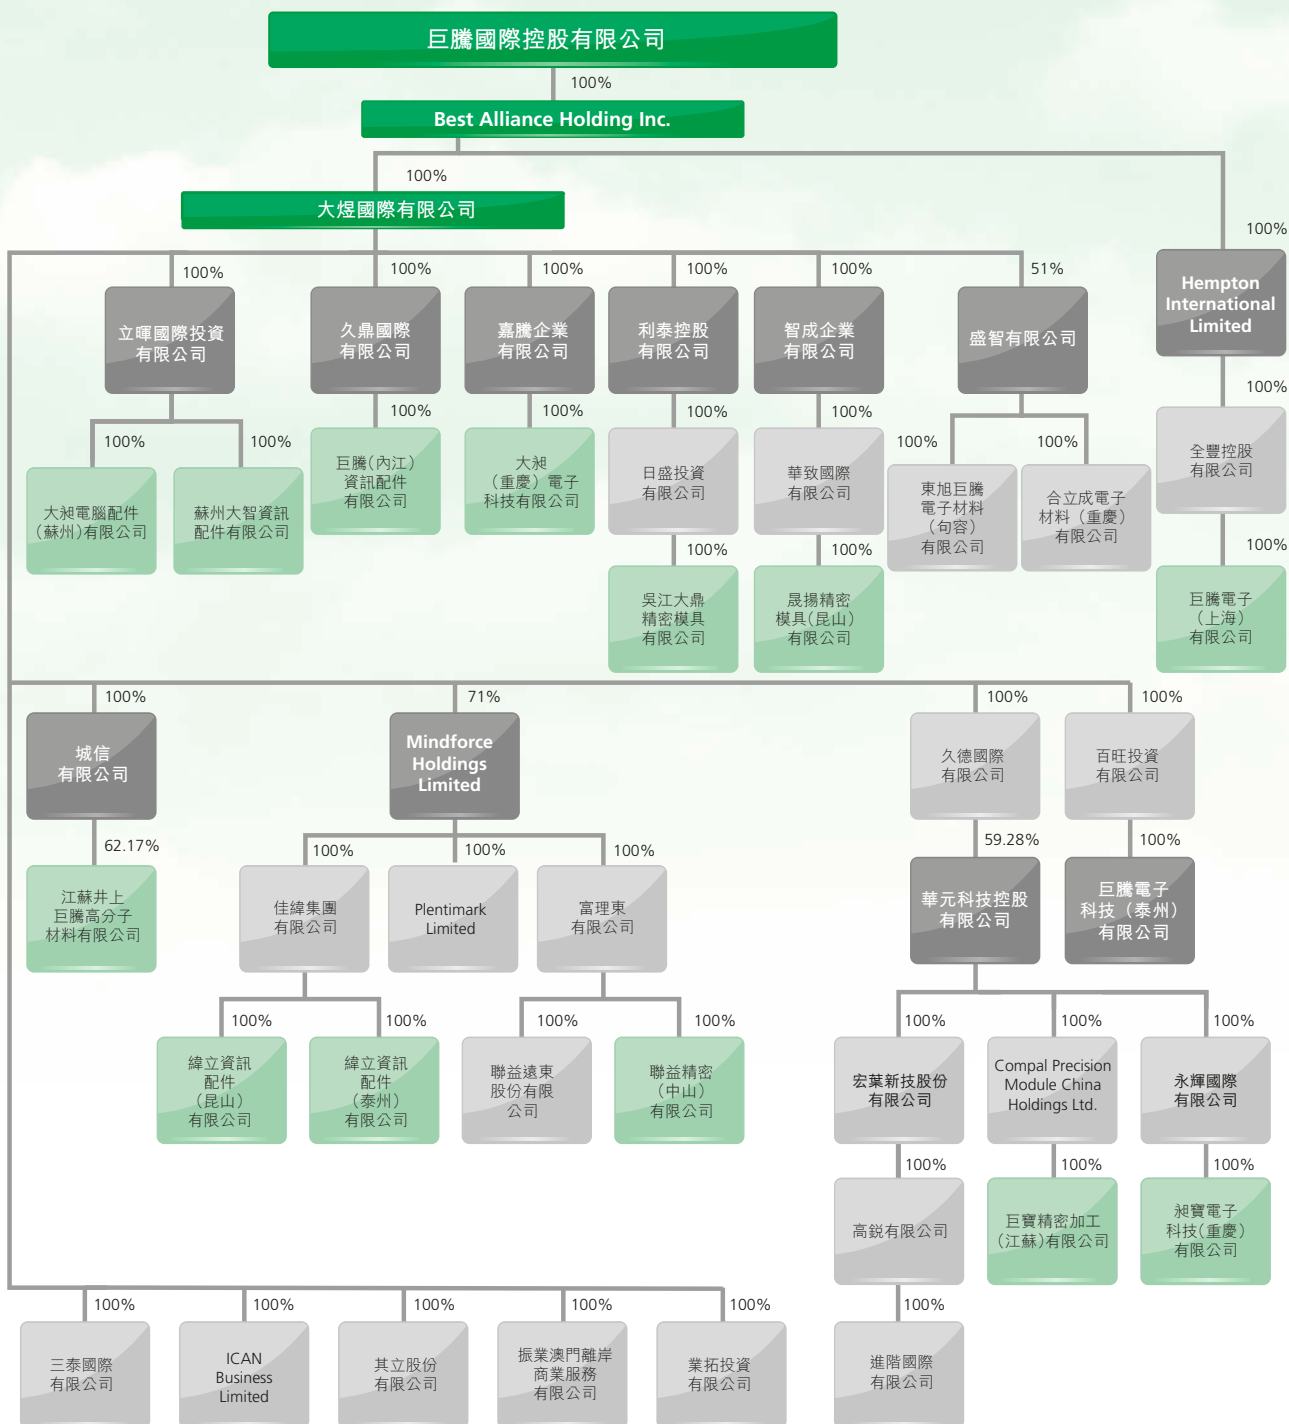 巨騰國際控股有限公司
100%
Best Alliance Holding Inc.
100%
大煜國際有限公司
100%
100%
100%
100%
100%
100%
51%
立暉國際投資
有限公司
久鼎國際
有限公司
嘉騰企業
有限公司
利泰控股
有限公司
智成企業
有限公司
盛智有限公司
Hempton
International
Limited
100%
100%
100%
100%
100%
100%
100%
100%
100%
大昶電腦配件
（蘇州）有限公司
蘇州大智資訊
配件有限公司
巨騰（內江）
資訊配件
有限公司
大昶
（重慶）電子
科技有限公司
日盛投資
有限公司
華致國際
有限公司
東旭巨騰
電子材料
（句容）
有限公司
合立成電子
材料（重慶）
有限公司
全豐控股
有限公司
100%
100%
100%
吳江大鼎
精密模具
有限公司
晟揚精密
模具（昆山）
有限公司
巨騰電子
（上海）
有限公司
100%
71%
100%
100%
城信
有限公司
Mindforce
Holdings
Limited
久德國際
有限公司
百旺投資
有限公司
62.17%
100%
100%
100%
59.28%
100%
江蘇井上
巨騰高分子
材料有限公司
佳緯集團
有限公司
Plentimark
Limited
富理東
有限公司
華元科技控股
有限公司
巨騰電子
科技（泰州）
有限公司
100%
100%
100%
100%
100%
100%
100%
緯立資訊
配件
（昆山）
有限公司
緯立資訊
配件
（泰州）
有限公司
聯益遠東
股份有限
公司
聯益精密
（中山）
有限公司
宏葉新技股份
有限公司
Compal Precision
Module China
Holdings Ltd.
永輝國際
有限公司
100%
100%
100%
高銳有限公司
巨寶精密加工
（江蘇）有限公司
昶寶電子
科技（重慶）
有限公司
100%
100%
100%
100%
100%
100%
三泰國際
有限公司
ICAN
Business
Limited
其立股份
有限公司
振業澳門離岸
商業服務
有限公司
業拓投資
有限公司
進階國際
有限公司